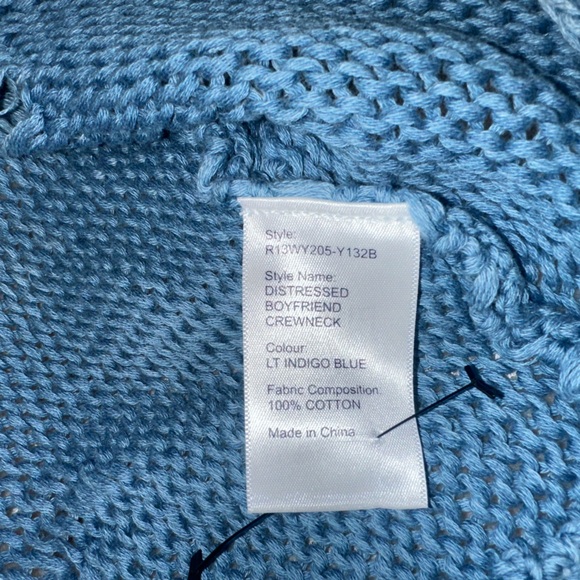 Style:
R13WY205-Y132B
Style Name:
DISTRESSED
BOYFRIEND
CREWNECK
Colour:
LT INDIGO BLUE
Fabric Composition:
100% COTTON
Made in China